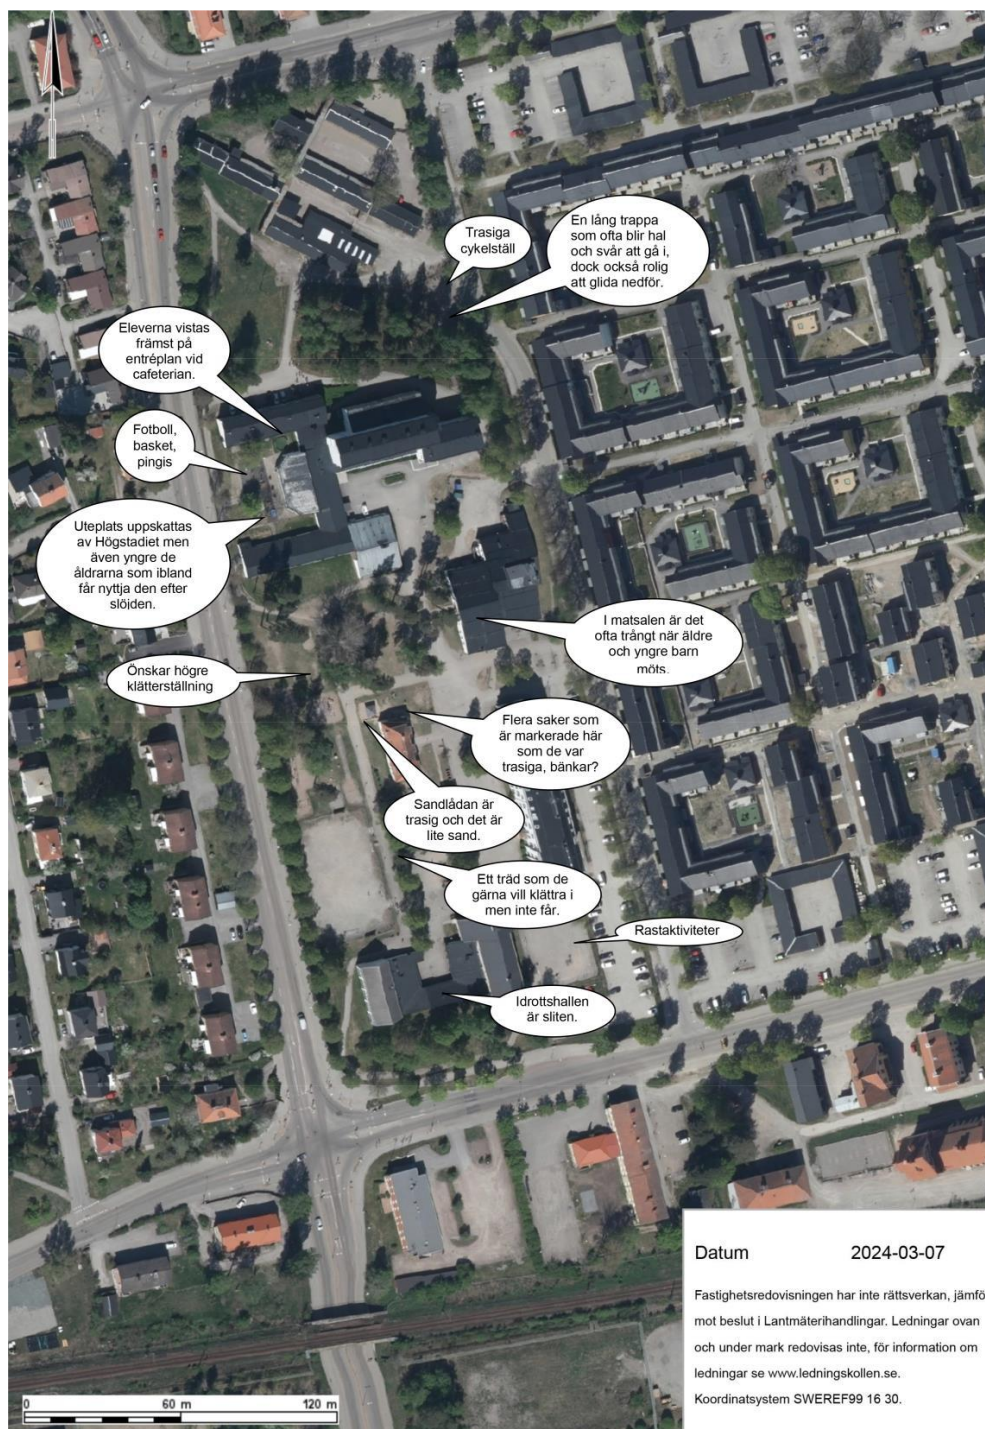 Trasiga
cykelställ
En lång trappa
som ofta blir hal
och svår att gå i,
dock också rolig
att glida nedför.
Eleverna vistas
främst på
entréplan vid
cafeterian.
Fotboll,
basket,
pingis
Uteplats uppskattas
av Högstadiet men
även yngre de
åldrarna som ibland
får nyttja den efter
slöjden.
I matsalen är det
ofta trångt när äldre
och yngre barn
möts.
Önskar högre
klätterställning
Flera saker som
är markerade här
som de var
trasiga, bänkar?
Sandlådan är
trasig och det är
lite sand.
Ett träd som de
gärna vill klättra i
men inte får.
Rastaktiviteter
Idrottshallen
är sliten.
Datum 2024-03-07
Fastighetsredovisningen har inte rättsverkan, jämfö
mot beslut i Lantmäterihandlingar. Ledningar ovan
och under mark redovisas inte, för information om
ledningar se www.ledningskollen.se.
Koordinatsystem SWEREF99 16 30.
0 60 m 120 m